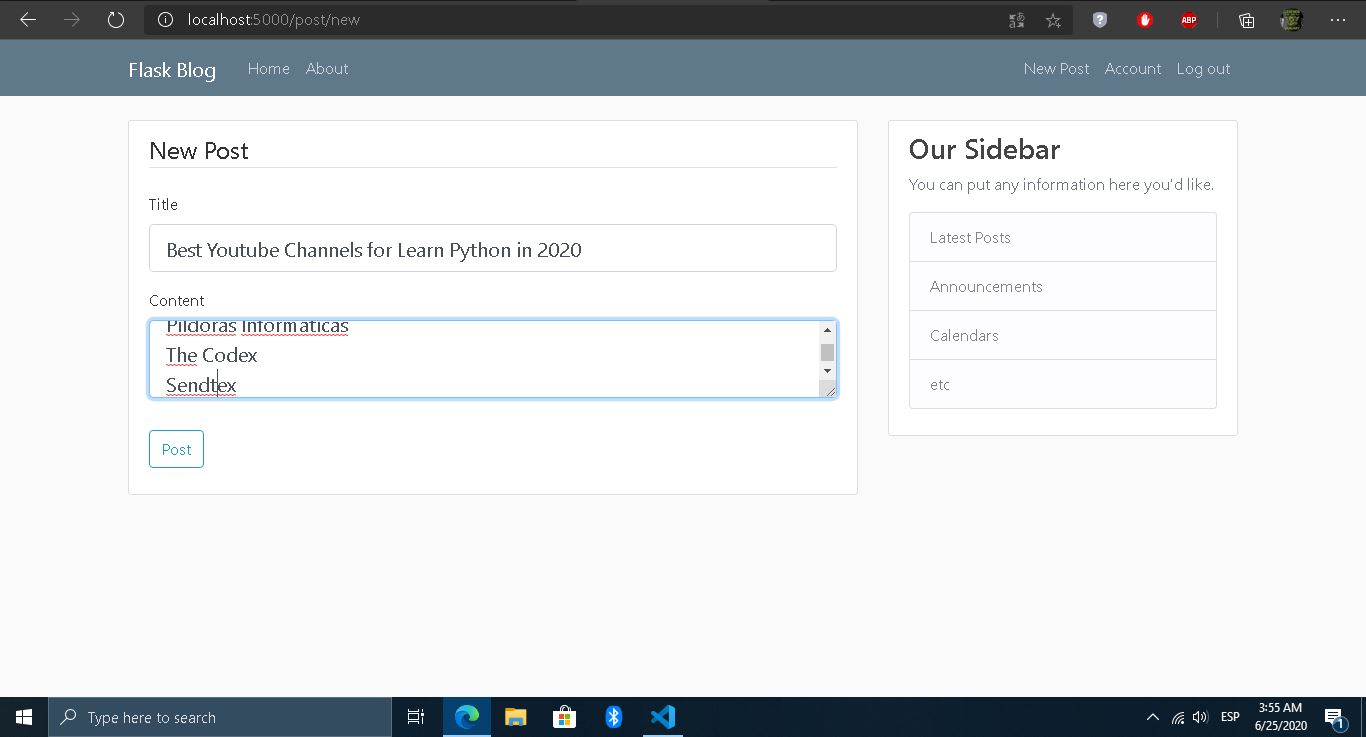 localhost:5000/post/new
ABP
Flask Blog Home About New Post Account Log out
New Post
Title
Best Youtube Channels for Learn Python in 2020
Content
Pildoras Informaticas
The Codex
Sendtex
Post
Our Sidebar
You can put any information here you'd like.
Latest Posts
Announcements
Calendars
etc
Type here to search
ESP
3:55 AM
6/25/2020
1